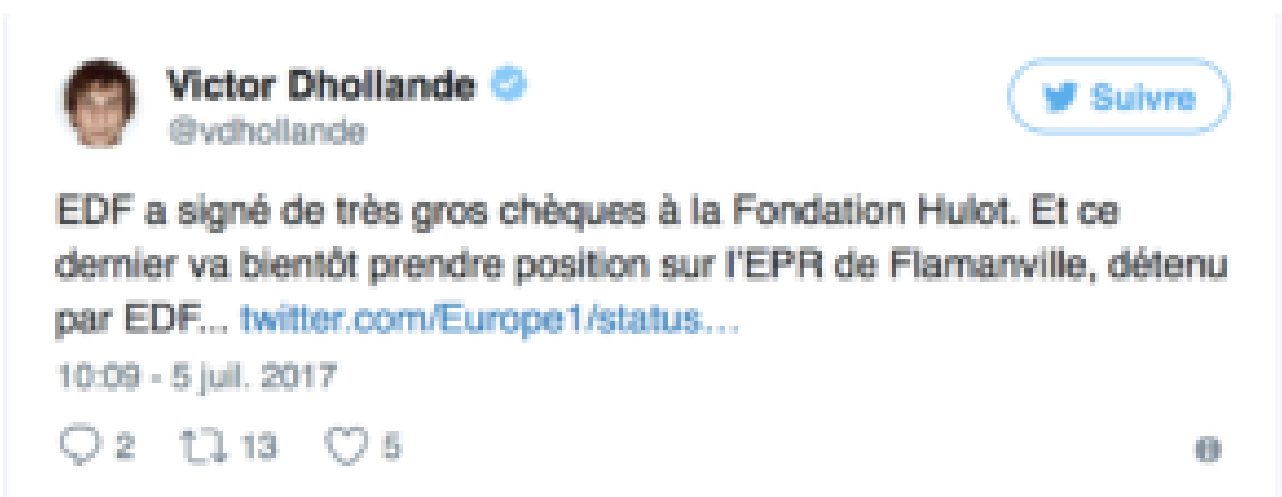 Victor Dhollande
Suivre
@vdhollande
EDF a signé de très gros chèques à la Fondation Hulot. Et ce
dernier va bientôt prendre position sur l'EPR de Flamanville, détenu
par EDF... twitter.com/Europe1/status…
10:09 - 5 juil. 2017
2 13 5